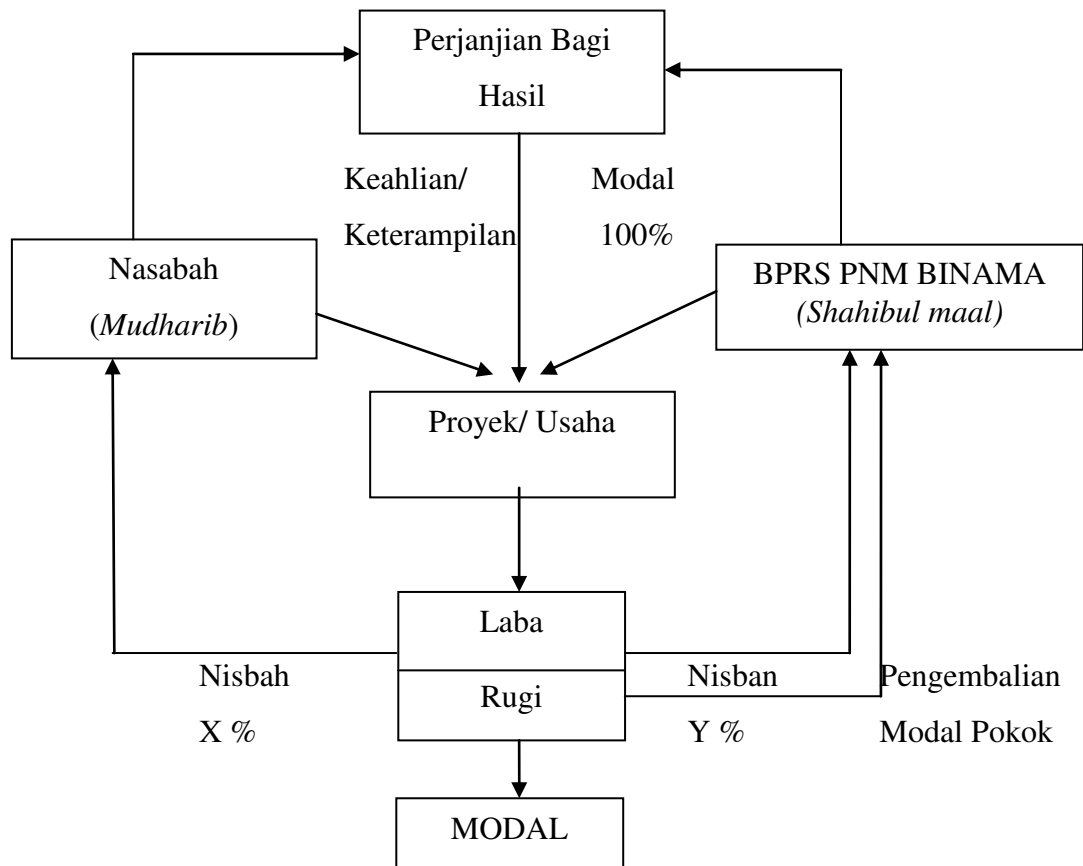 Perjanjian Bagi
Hasil
Keahlian/
Keterampilan
Modal
100%
Nasabah
(Mudharib)
BPRS PNM BINAMA
(Shahibul maal)
Proyek/ Usaha
Laba
Rugi
Nisbah
X %
Nisban
Y %
Pengembalian
Modal Pokok
MODAL